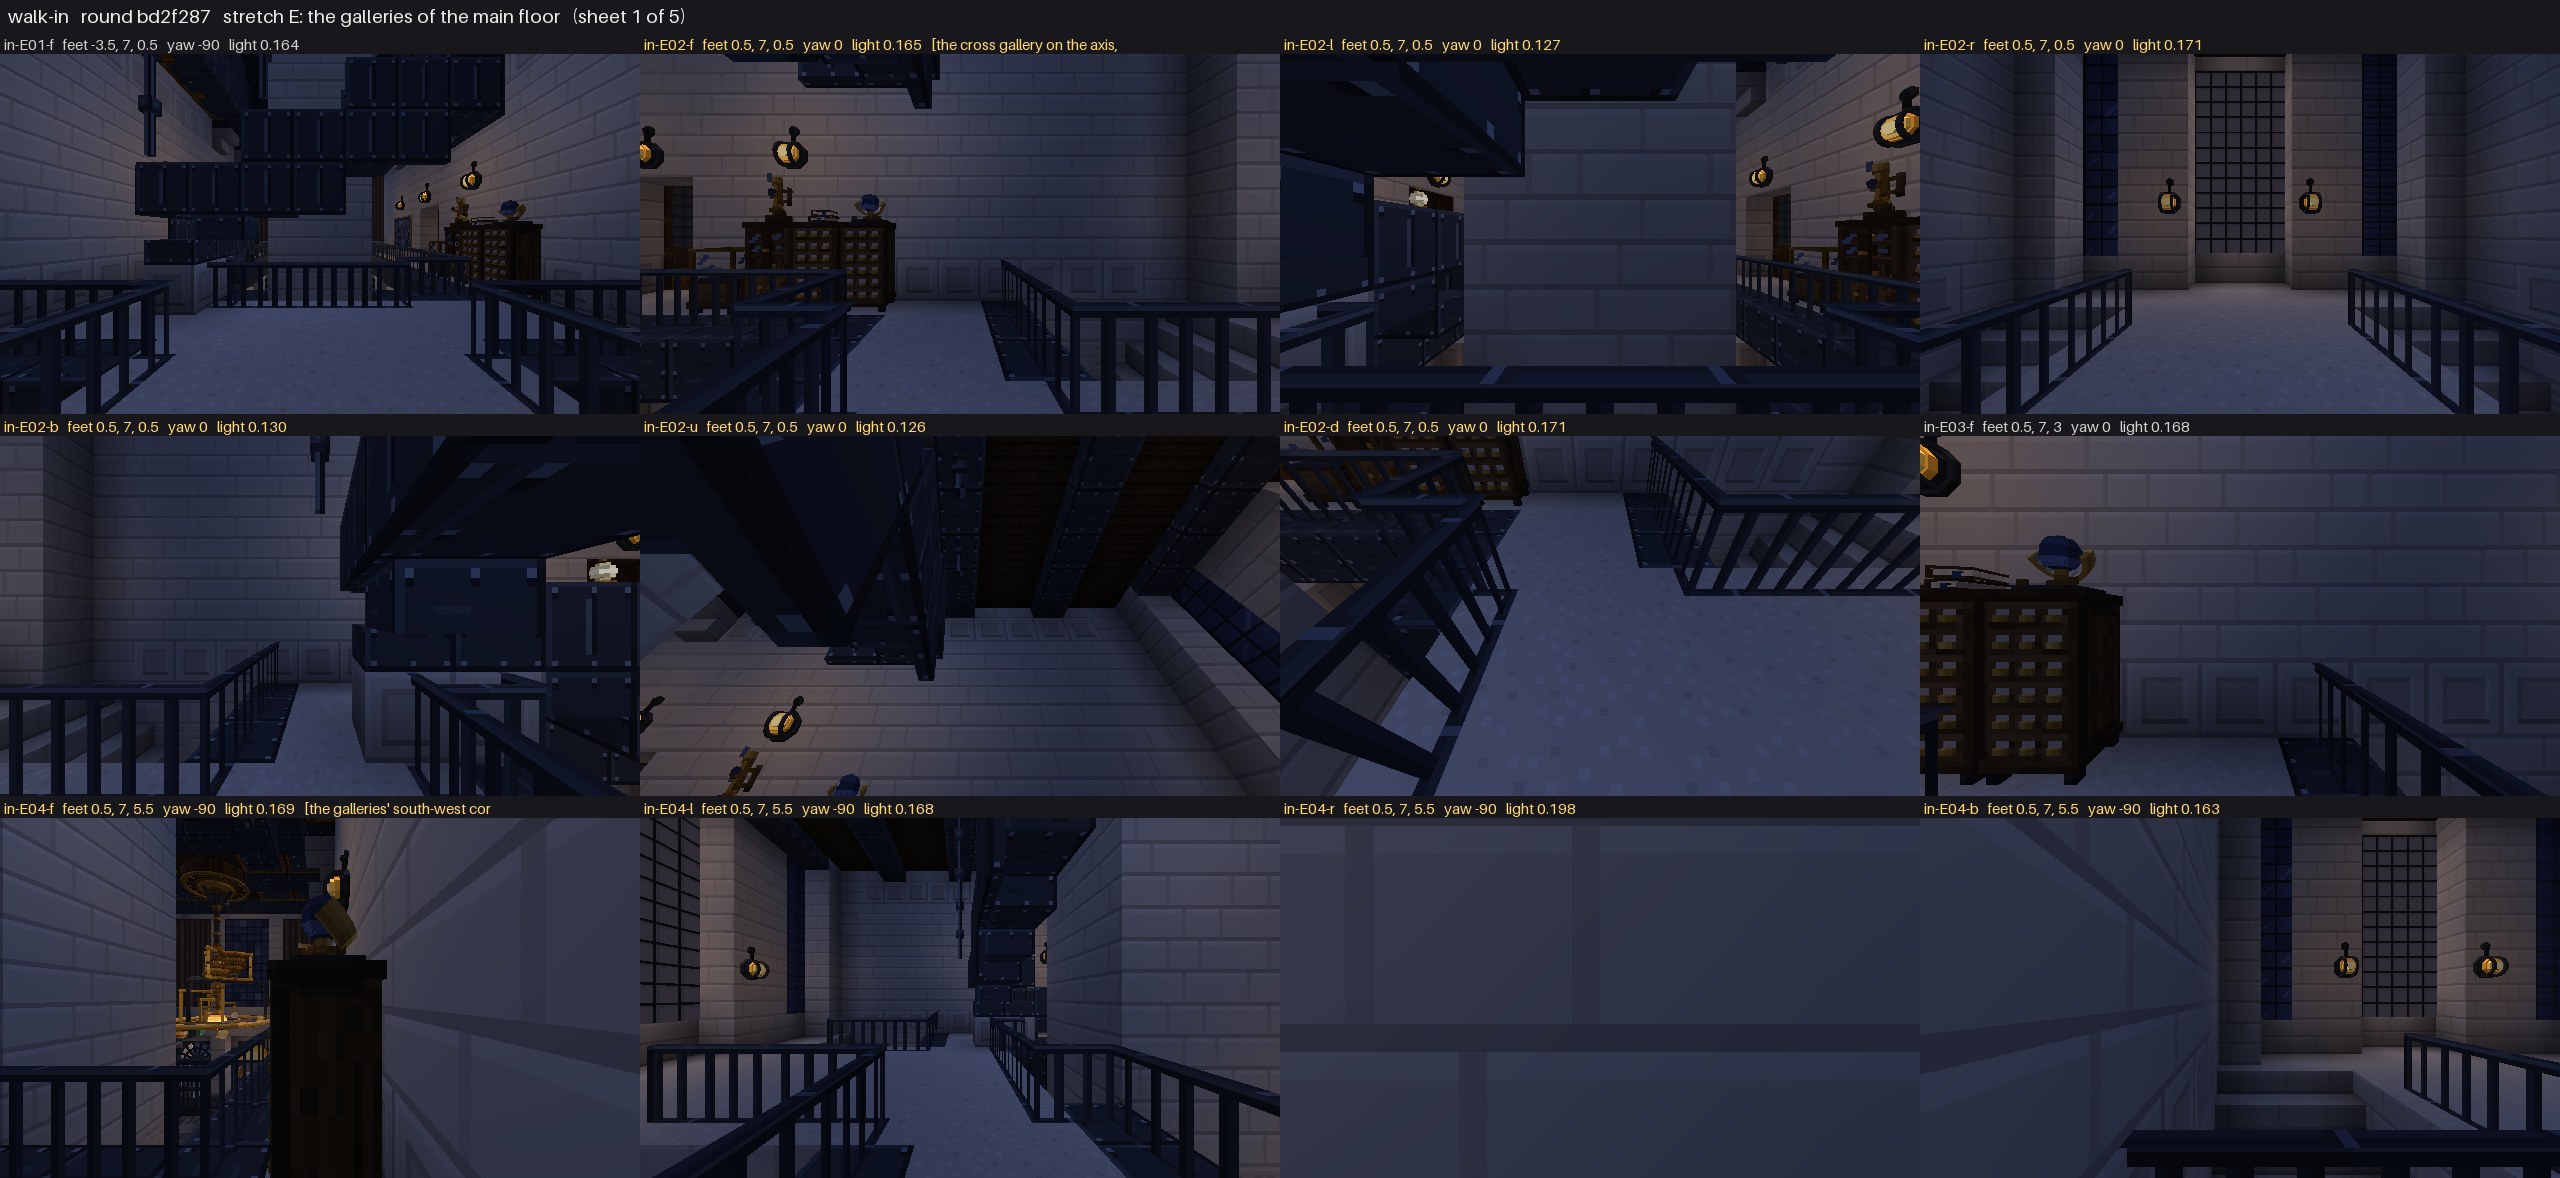 walk-in   round bd2f287   stretch E: the galleries of the main floor   (sheet 1 of 5)
in-E01-f  feet -3.5, 7, 0.5   yaw -90   light 0.164
in-E02-f  feet 0.5, 7, 0.5   yaw 0   light 0.165   [the cross gallery on the axis,
in-E02-l  feet 0.5, 7, 0.5   yaw 0   light 0.127
in-E02-r  feet 0.5, 7, 0.5   yaw 0   light 0.171
in-E02-b  feet 0.5, 7, 0.5   yaw 0   light 0.130
in-E02-u  feet 0.5, 7, 0.5   yaw 0   light 0.126
in-E02-d  feet 0.5, 7, 0.5   yaw 0   light 0.171
in-E03-f  feet 0.5, 7, 3   yaw 0   light 0.168
in-E04-f  feet 0.5, 7, 5.5   yaw -90   light 0.169   [the galleries' south-west cor
in-E04-l  feet 0.5, 7, 5.5   yaw -90   light 0.168
in-E04-r  feet 0.5, 7, 5.5   yaw -90   light 0.198
in-E04-b  feet 0.5, 7, 5.5   yaw -90   light 0.163